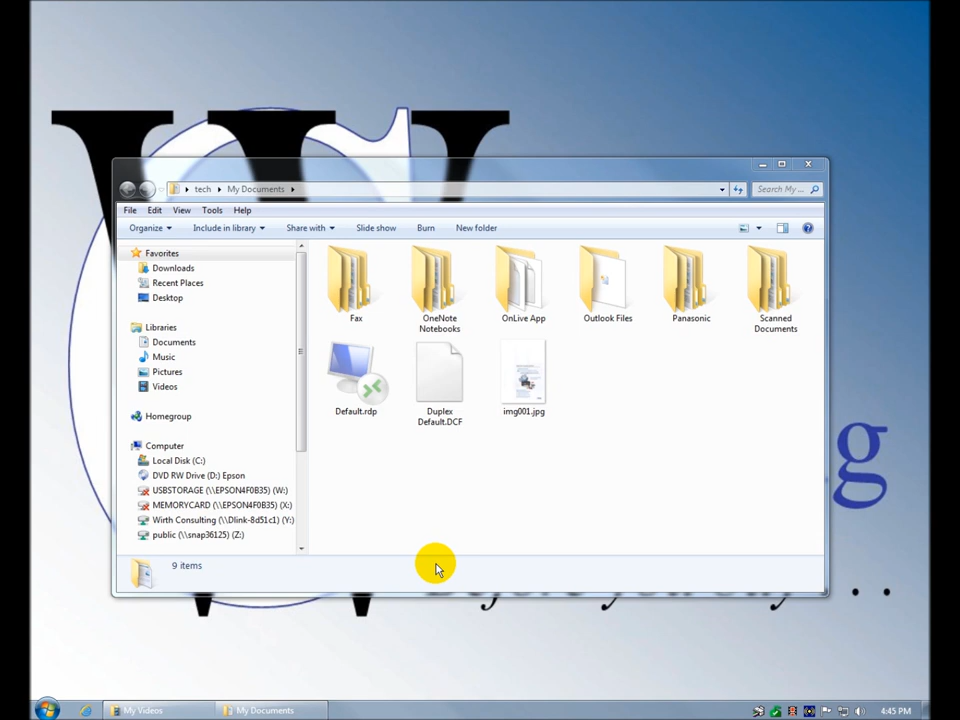 W
tech ▸ My Documents ▸
Search My ...
File Edit View Tools Help
Organize Include in library Share with Slide show Burn New folder
Favorites
Downloads
Recent Places
Desktop
Libraries
Documents
Music
Pictures
Videos
Homegroup
Computer
Local Disk (C:)
DVD RW Drive (D:) Epson
USBSTORAGE (\\EPSON4F0B35) (W:)
MEMORYCARD (\\EPSON4F0B35) (X:)
Wirth Consulting (\\Dlink-8d51c1) (Y:)
public (\\snap36125) (Z:)
Fax
OneNote
Notebooks
OnLive App
Outlook Files
Panasonic
Scanned
Documents
Default.rdp
Duplex
Default.DCF
img001.jpg
9 items
g
. . .
My Videos
My Documents
4:45 PM